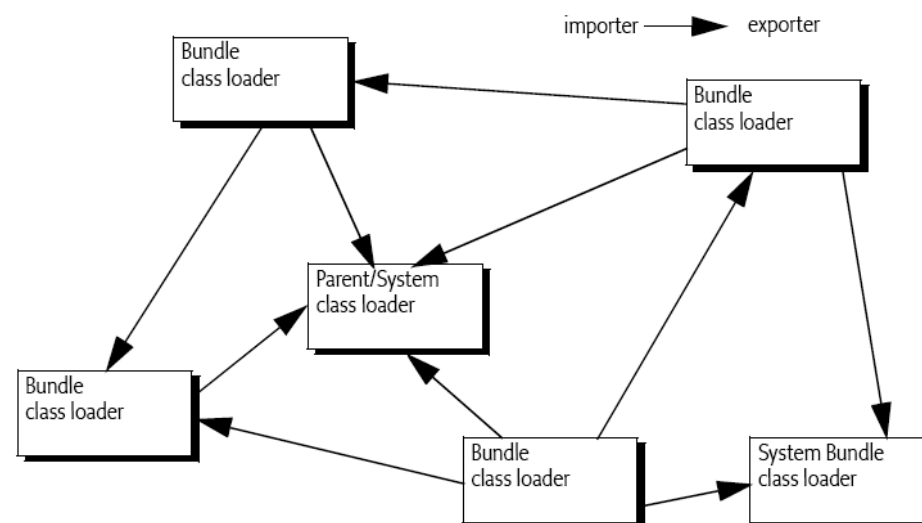 importer exporter
Bundle
class loader
Bundle
class loader
Parent/System
class loader
Bundle
class loader
Bundle
class loader
System Bundle
class loader